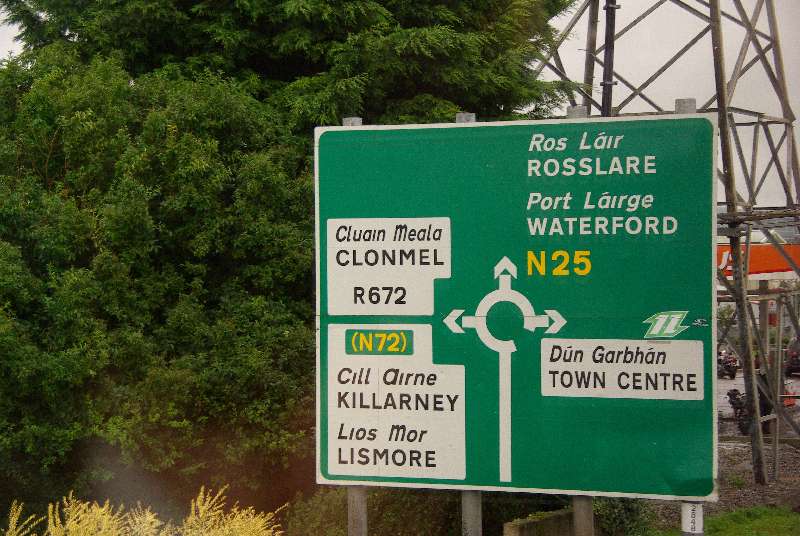 Ros Láir
ROSSLARE
Port Láirge
WATERFORD
N25
Cluain Meala
CLONMEL
R672
(N72)
Cill Airne
KILLARNEY
Lios Mor
LISMORE
Dún Garbhán
TOWN CENTRE